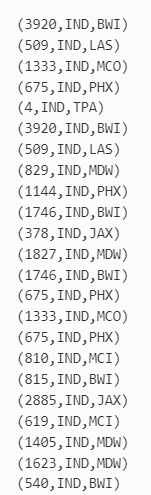 (3920,IND,BWI)
(509,IND,LAS)
(1333,IND,MCO)
(675,IND,PHX)
(4,IND,TPA)
(3920,IND,BWI)
(509,IND,LAS)
(829,IND,MDW)
(1144,IND,PHX)
(1746,IND,BWI)
(378,IND,JAX)
(1827,IND,MDW)
(1746,IND,BWI)
(675,IND,PHX)
(1333,IND,MCO)
(675,IND,PHX)
(810,IND,MCI)
(815,IND,BWI)
(2885,IND,JAX)
(619,IND,MCI)
(1405,IND,MDW)
(1623,IND,MDW)
(540,IND,BWI)